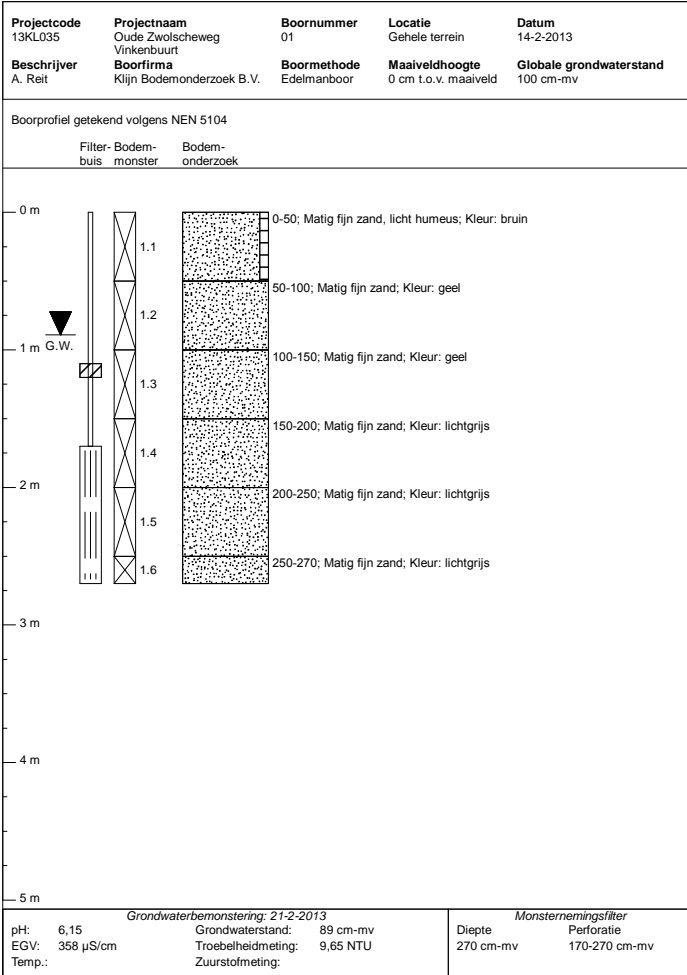 Projectcode Projectnaam Boornummer Locatie Datum
13KL035 Oude Zwolscheweg 01 Gehele terrein 14-2-2013
Vinkenbuurt
Beschrijver Boorfirma Boormethode Maaiveldhoogte Globale grondwaterstand
A. Reit Klijn Bodemonderzoek B.V. Edelmanboor 0 cm t.o.v. maaiveld 100 cm-mv
Boorprofiel getekend volgens NEN 5104
Filter- Bodem- Bodem-
buis monster onderzoek
0 m
0-50; Matig fijn zand, licht humeus; Kleur: bruin
1.1
50-100; Matig fijn zand; Kleur: geel
1.2
G.W.
1 m
100-150; Matig fijn zand; Kleur: geel
1.3
150-200; Matig fijn zand; Kleur: lichtgrijs
1.4
2 m
200-250; Matig fijn zand; Kleur: lichtgrijs
1.5
250-270; Matig fijn zand; Kleur: lichtgrijs
1.6
3 m
4 m
5 m
Grondwaterbemonstering: 21-2-2013 Monsternemingsfilter
pH: 6,15 Grondwaterstand: 89 cm-mv Diepte Perforatie
EGV: 358 µS/cm Troebelheidmeting: 9,65 NTU 270 cm-mv 170-270 cm-mv
Temp.: Zuurstofmeting: